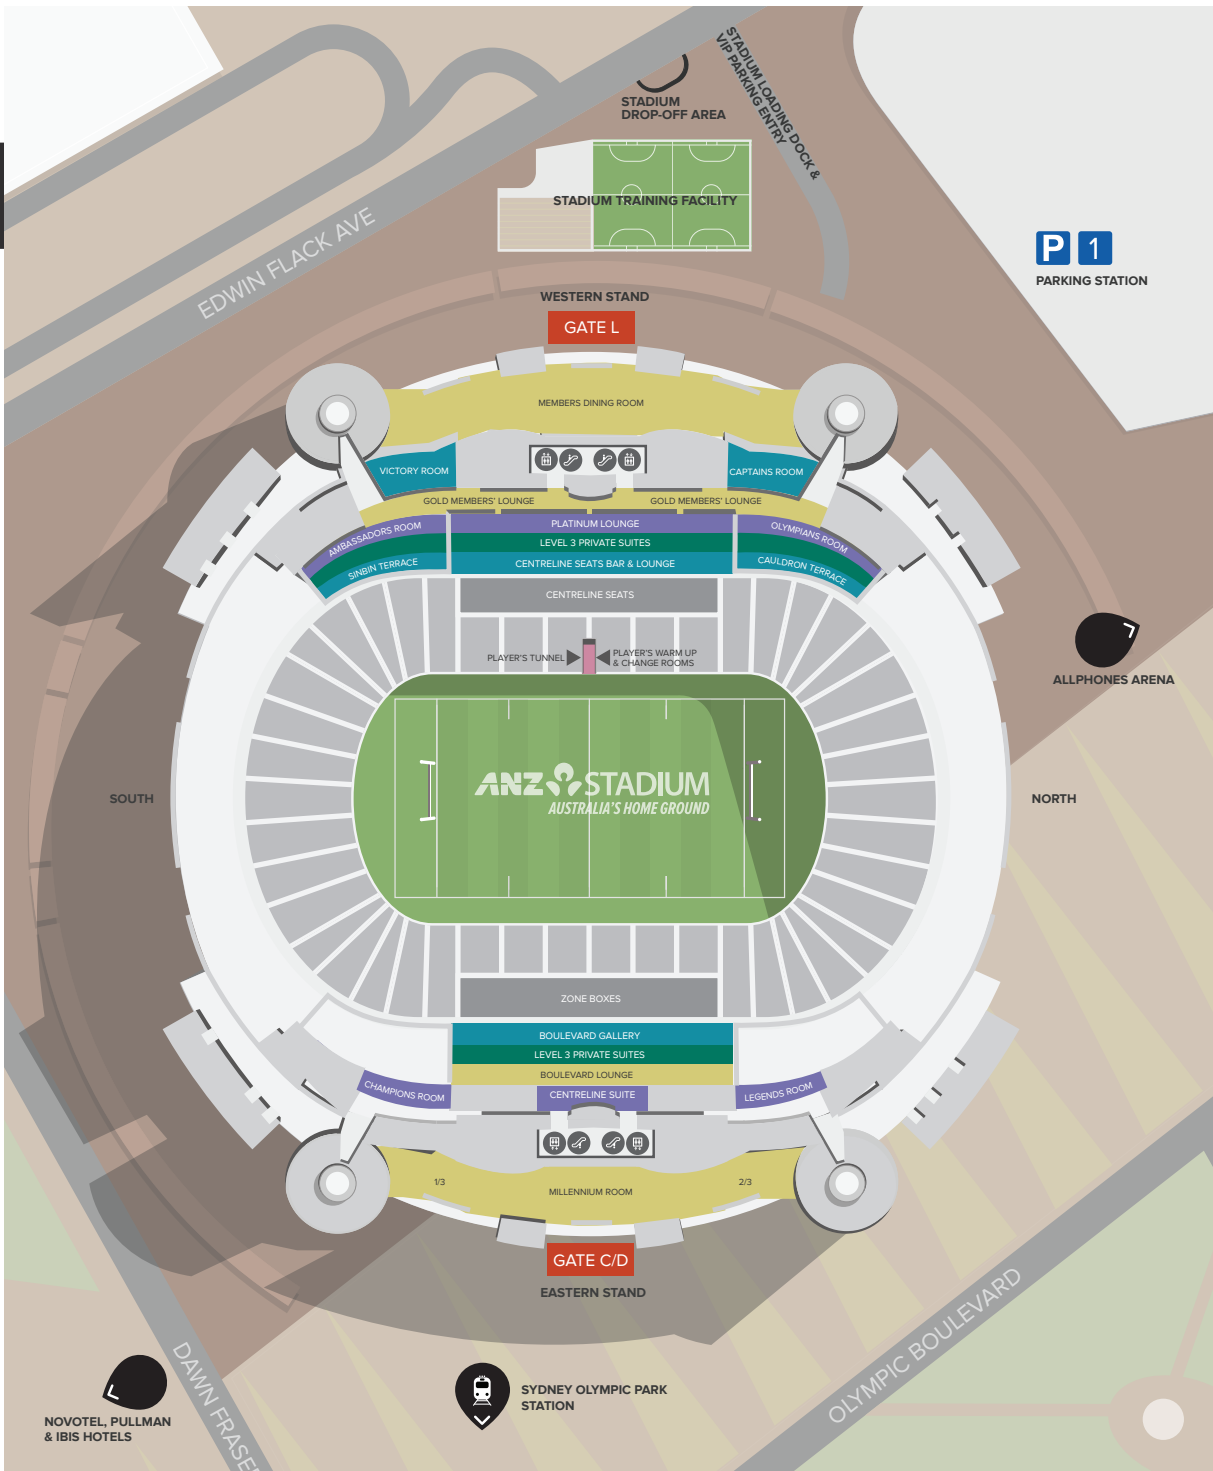 STADIUM LOADING DOCK &
VIP PARKING ENTRY
STADIUM
DROP-OFF AREA
STADIUM TRAINING FACILITY
EDWIN FLACK AVE
P 1
PARKING STATION
WESTERN STAND
GATE L
MEMBERS DINING ROOM
VICTORY ROOM
CAPTAINS ROOM
GOLD MEMBERS' LOUNGE
GOLD MEMBERS' LOUNGE
AMBASSADORS ROOM
PLATINUM LOUNGE
OLYMPIANS ROOM
LEVEL 3 PRIVATE SUITES
SINBIN TERRACE
CENTRELINE SEATS BAR & LOUNGE
CAULDRON TERRACE
CENTRELINE SEATS
PLAYER'S TUNNEL
PLAYER'S WARM UP
& CHANGE ROOMS
ALLPHONES ARENA
ANZ STADIUM
AUSTRALIA'S HOME GROUND
SOUTH
NORTH
ZONE BOXES
BOULEVARD GALLERY
LEVEL 3 PRIVATE SUITES
BOULEVARD LOUNGE
CHAMPIONS ROOM
CENTRELINE SUITE
LEGENDS ROOM
1/3
2/3
MILLENNIUM ROOM
GATE C/D
EASTERN STAND
OLYMPIC BOULEVARD
DAWN FRASE
NOVOTEL, PULLMAN
& IBIS HOTELS
SYDNEY OLYMPIC PARK
STATION